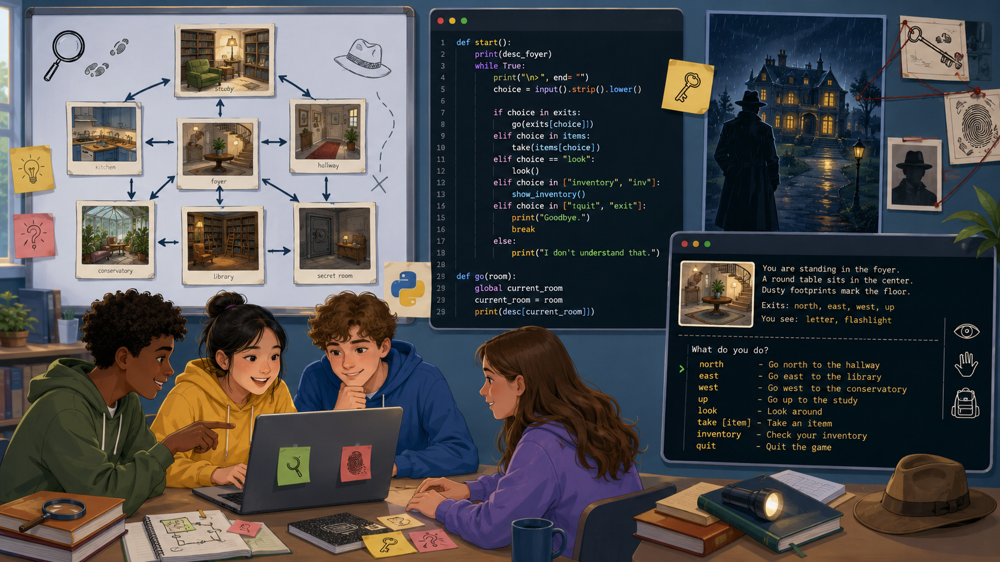 Study
kitchen
foyer
hallway
conservatory
library
secret room
1 def start():
2 print(desc_foyer)
3 while True:
4 print("\n>", end= "")
5 choice = input().strip().lower()
6
7 if choice in exits:
8 go(exits[choice]])
9 elif choice in items:
10 take(items[choice])
11 elif choice == "look":
12 look()
13 elif choice in ["inventory", "inv"]:
13 show_inventory()
15 elif choice in ["quit", "exit"]:
15 print("Goodbye.")
16 break
17 else:
18 print("I don't understand that.")
28
28 def go(room):
29 global current_room
29 current_room = room
23 print(desc[current_room]])
You are standing in the foyer.
A round table sits in the center.
Dusty footprints mark the floor.
Exits: north, east, west, up
You see: letter, flashlight
What do you do?
> north - Go north to the hallway
east - Go east to the library
west - Go west to the conservatory
up - Go up to the study
look - Look around
take [item] - Take an iteem
inventory - Check your inventory
quit - Quit the game